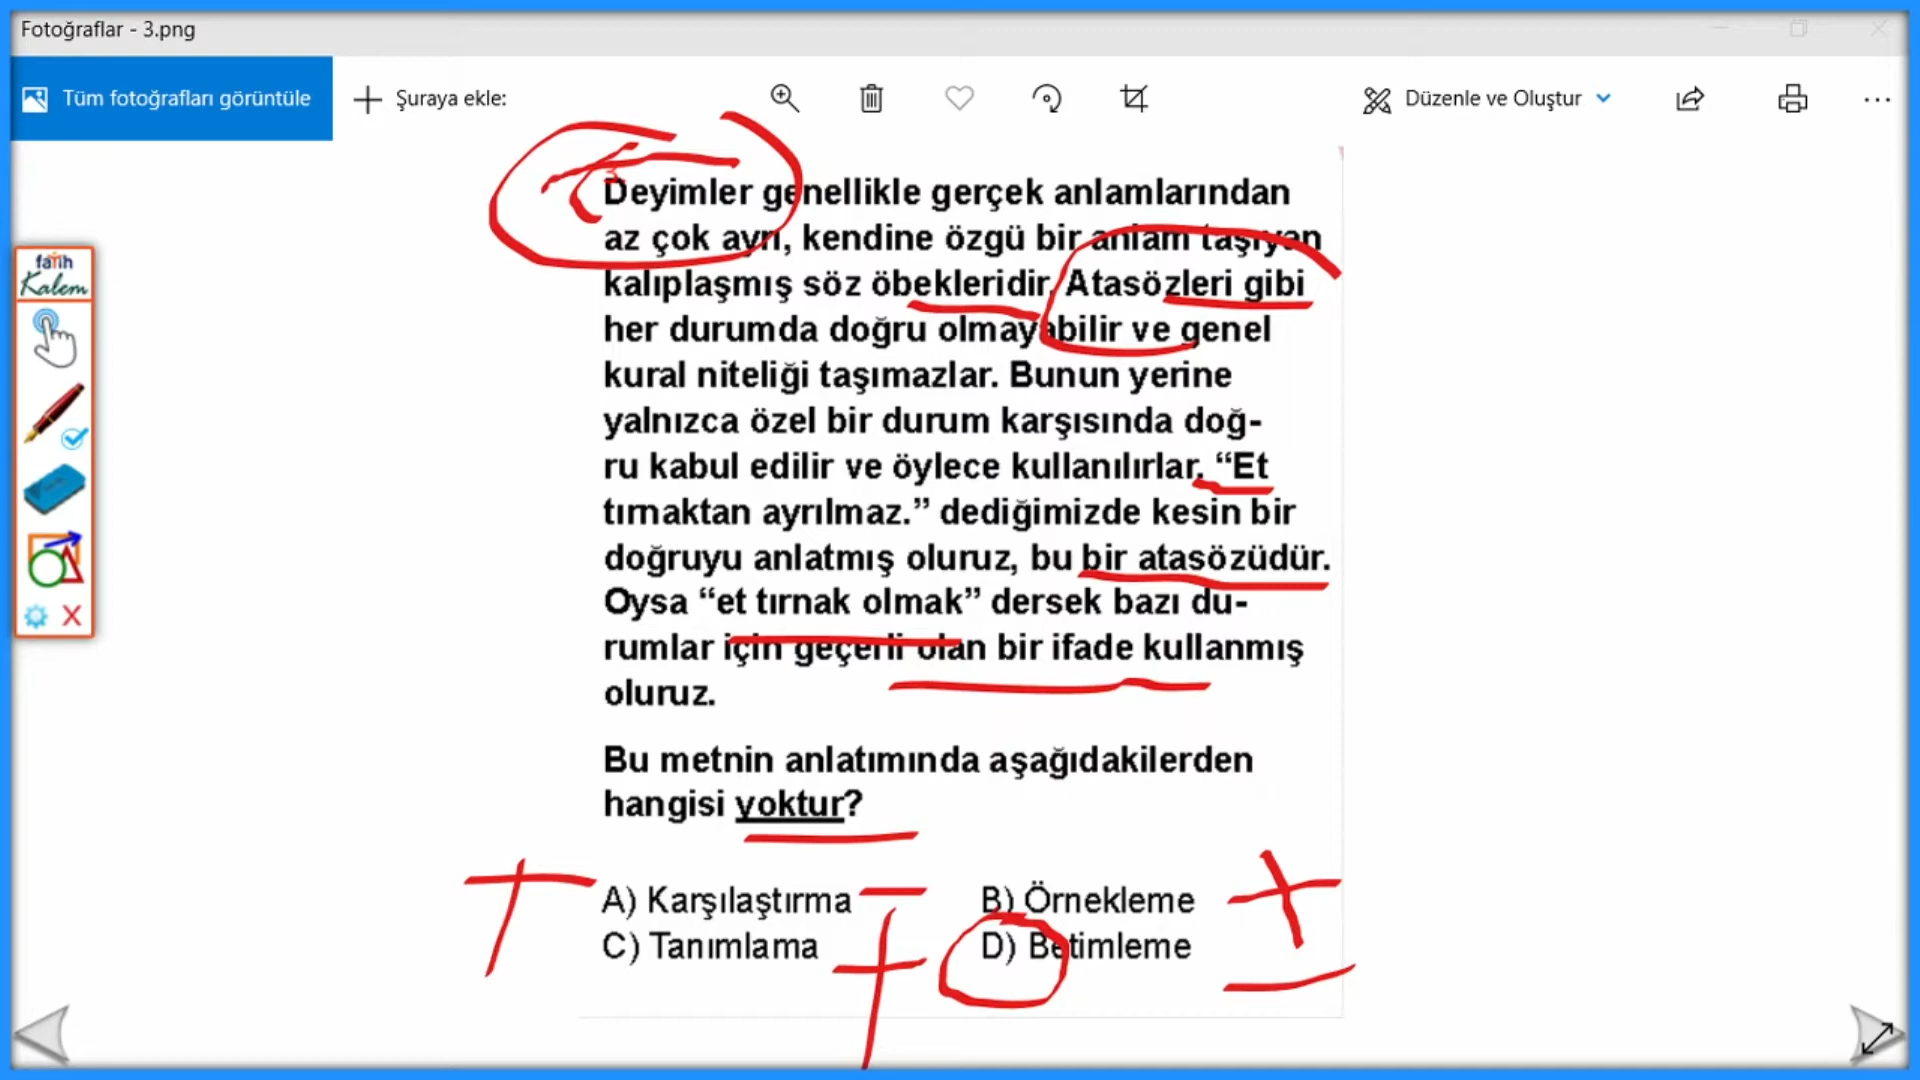 Fotoğraflar - 3.png
Tüm fotoğrafları görüntüle
Şuraya ekle:
Düzenle ve Oluştur
fatih
Kalem
Deyimler genellikle gerçek anlamlarından
az çok ayrı, kendine özgü bir anlam taşıyan
kalıplaşmış söz öbekleridir. Atasözleri gibi
her durumda doğru olmayabilir ve genel
kural niteliği taşımazlar. Bunun yerine
yalnızca özel bir durum karşısında doğ-
ru kabul edilir ve öylece kullanılırlar. “Et
tırnaktan ayrılmaz.” dediğimizde kesin bir
doğruyu anlatmış oluruz, bu bir atasözüdür.
Oysa “et tırnak olmak” dersek bazı du-
rumlar için geçerli olan bir ifade kullanmış
oluruz.
Bu metnin anlatımında aşağıdakilerden
hangisi yoktur?
A) Karşılaştırma B) Örnekleme
C) Tanımlama D) Betimleme